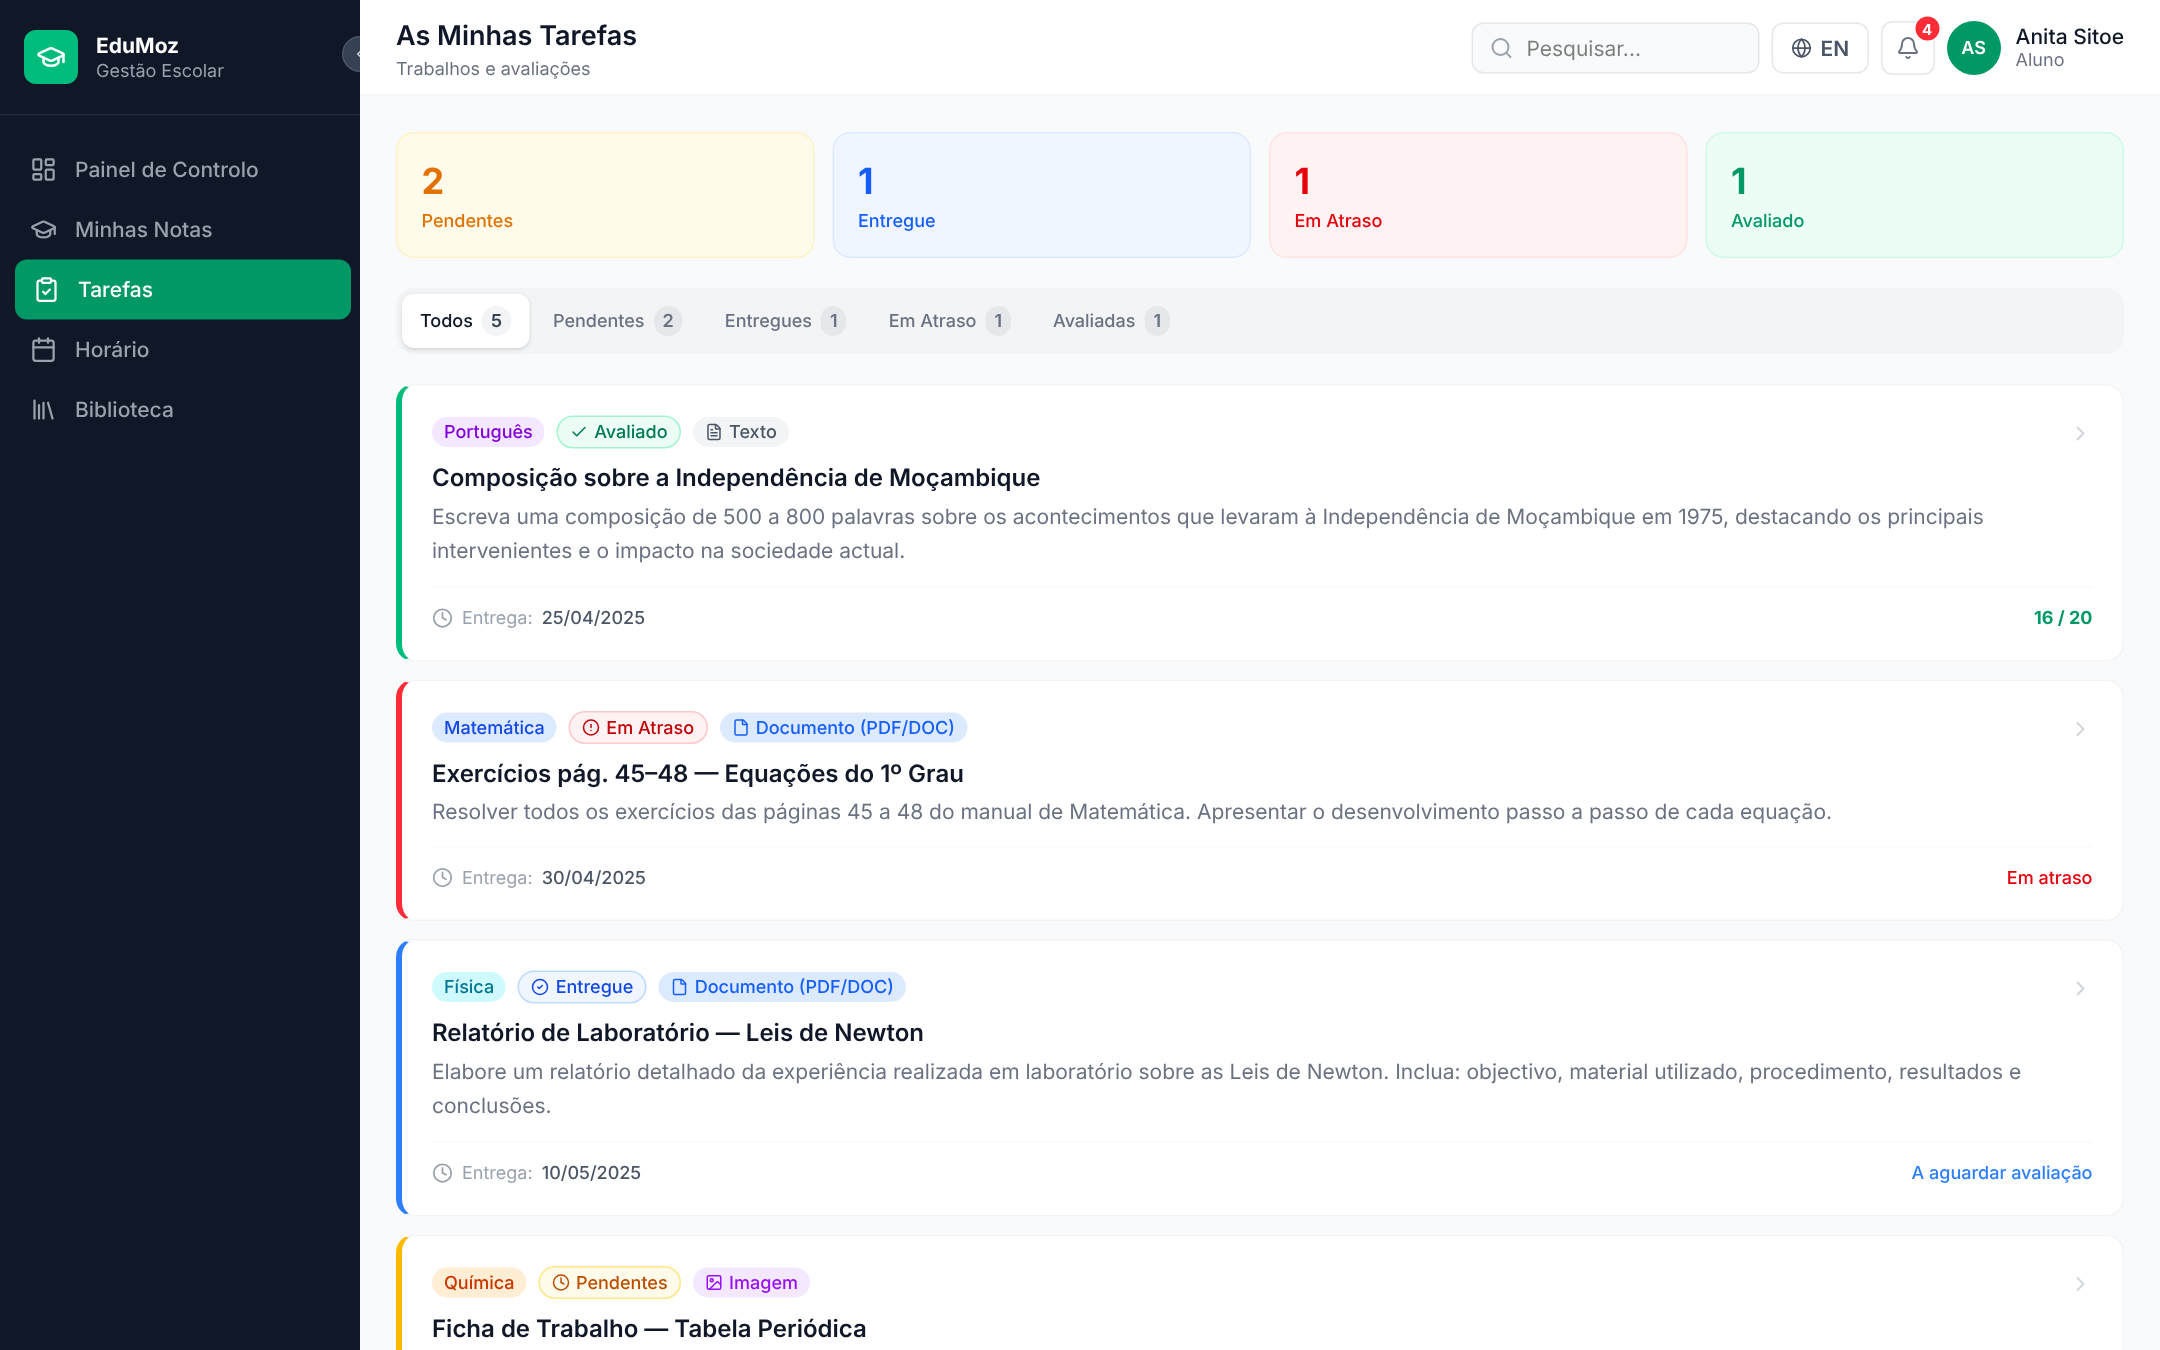 EduMoz
Gestão Escolar
Painel de Controlo
Minhas Notas
Tarefas
Horário
Biblioteca
As Minhas Tarefas
Trabalhos e avaliações
Pesquisar...
EN
4
AS
Anita Sitoe
Aluno
2
Pendentes
1
Entregue
1
Em Atraso
1
Avaliado
Todos 5
Pendentes 2
Entregues 1
Em Atraso 1
Avaliadas 1
Português Avaliado Texto
Composição sobre a Independência de Moçambique
Escreva uma composição de 500 a 800 palavras sobre os acontecimentos que levaram à Independência de Moçambique em 1975, destacando os principais
intervenientes e o impacto na sociedade actual.
Entrega: 25/04/2025
16 / 20
Matemática Em Atraso Documento (PDF/DOC)
Exercícios pág. 45–48 — Equações do 1º Grau
Resolver todos os exercícios das páginas 45 a 48 do manual de Matemática. Apresentar o desenvolvimento passo a passo de cada equação.
Entrega: 30/04/2025
Em atraso
Física Entregue Documento (PDF/DOC)
Relatório de Laboratório — Leis de Newton
Elabore um relatório detalhado da experiência realizada em laboratório sobre as Leis de Newton. Inclua: objectivo, material utilizado, procedimento, resultados e
conclusões.
Entrega: 10/05/2025
A aguardar avaliação
Química Pendentes Imagem
Ficha de Trabalho — Tabela Periódica